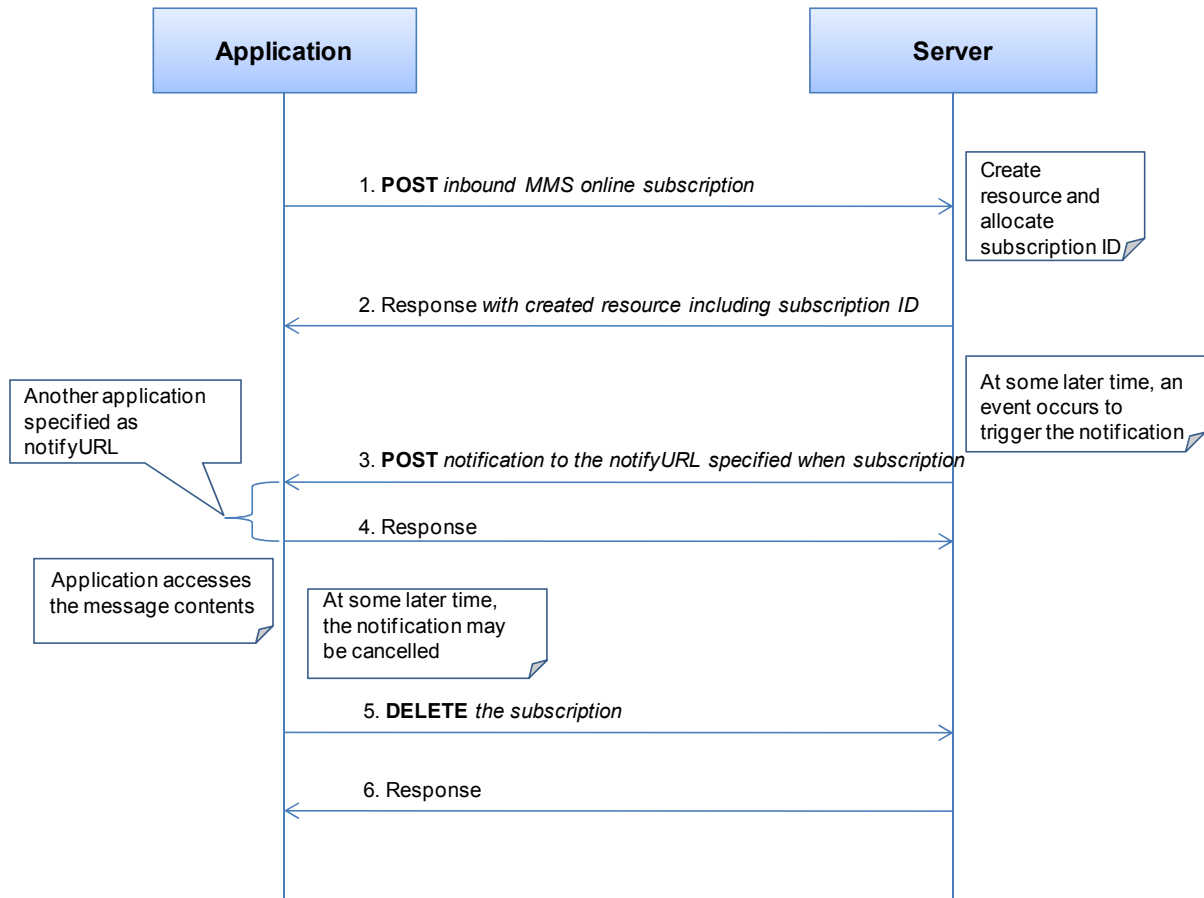 Application
Server
1. POST inbound MMS online subscription
Create
resource and
allocate
subscription ID
2. Response with created resource including subscription ID
Another application
specified as
notifyURL
At some later time, an
event occurs to
trigger the notification
3. POST notification to the notifyURL specified when subscription
4. Response
Application accesses
the message contents
At some later time,
the notification may
be cancelled
5. DELETE the subscription
6. Response